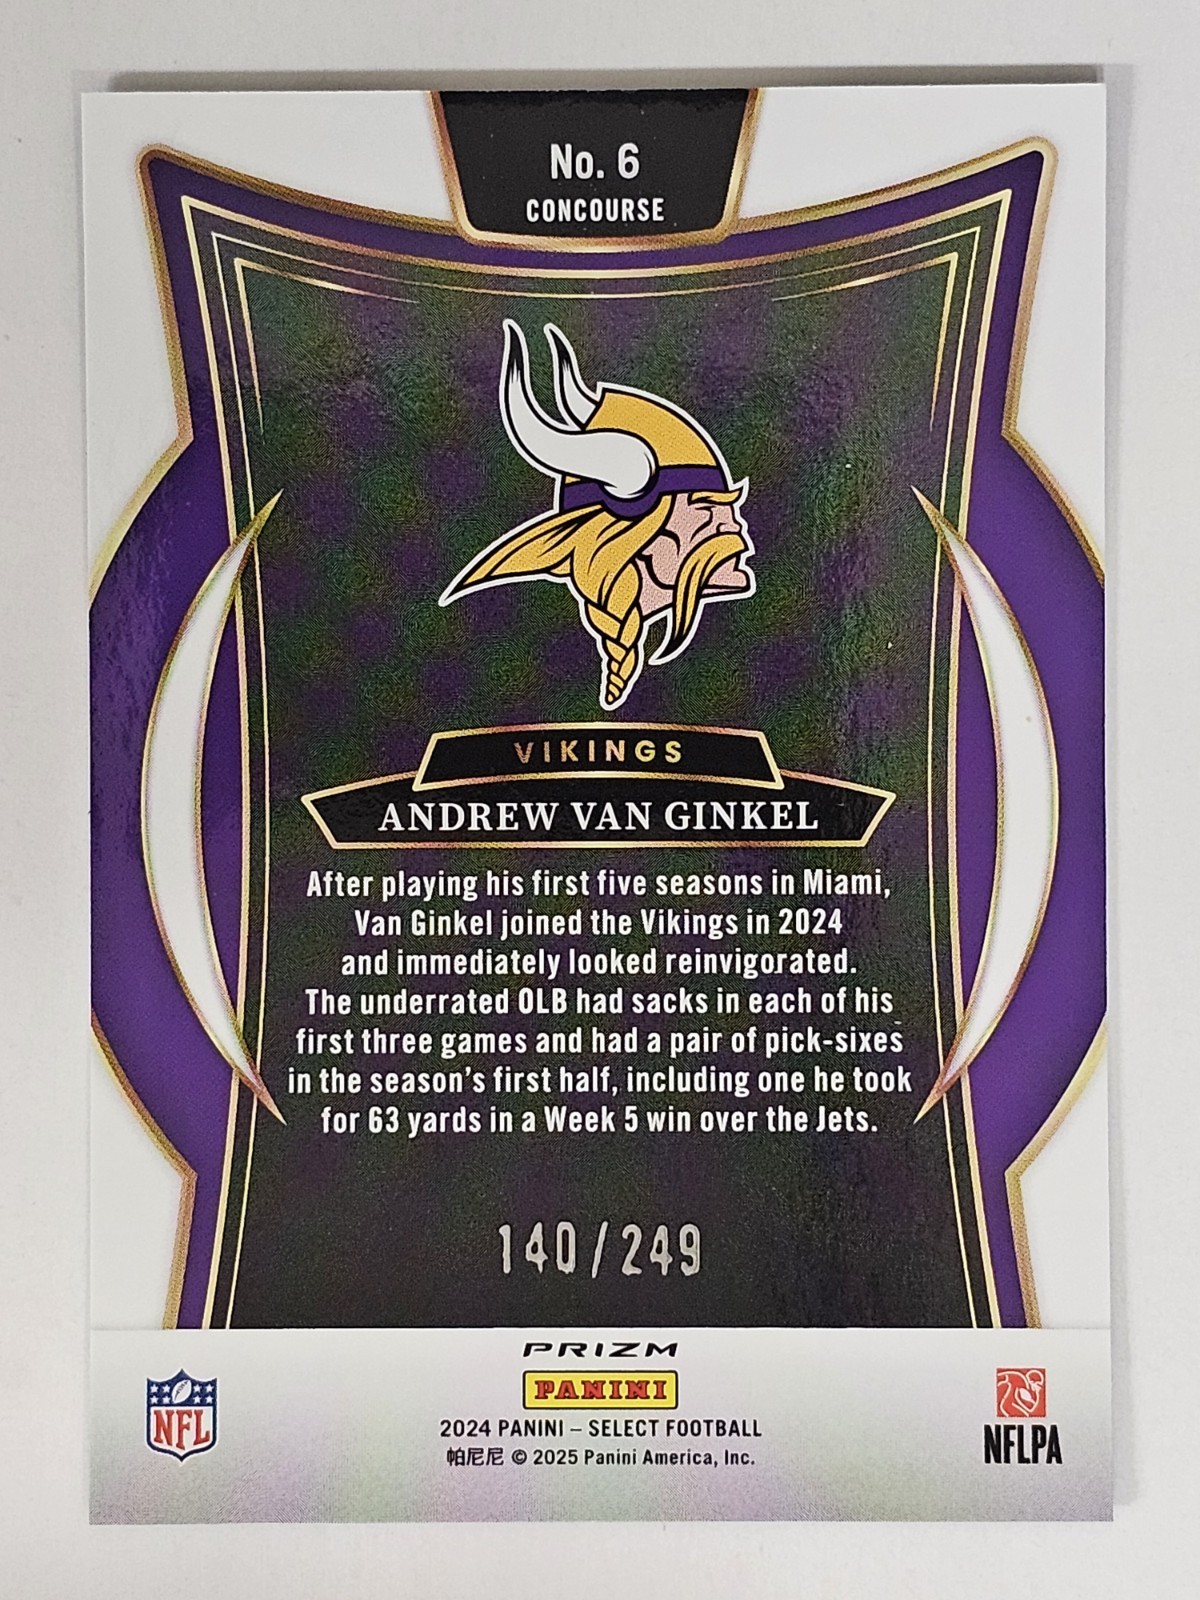 No. 6
CONCOURSE
VIKINGS
ANDREW VAN GINKEL
After playing his first five seasons in Miami,
Van Ginkel joined the Vikings in 2024
and immediately looked reinvigorated.
The underrated OLB had sacks in each of his
first three games and had a pair of pick-sixes
in the season's first half, including one he took
for 63 yards in a Week 5 win over the Jets.
140/249
PRIZM
PANINI
NFL
2024 PANINI – SELECT FOOTBALL
帕尼尼 © 2025 Panini America, Inc.
NFLPA